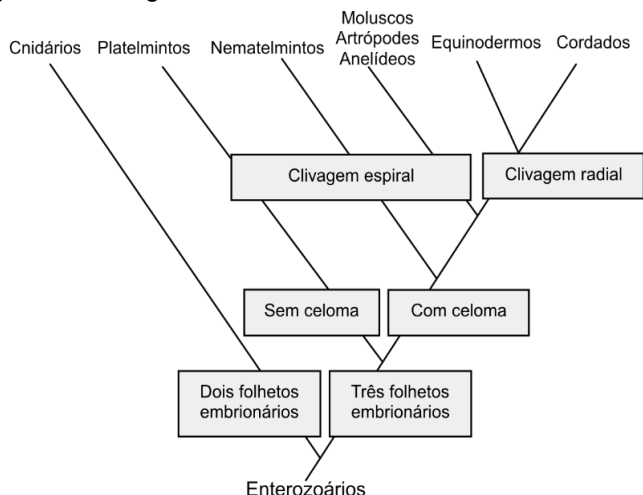 Moluscos
Artrópodes
Anelídeos
Cnidários
Platelmintos
Nematelmintos
Equinodermos
Cordados
Clivagem espiral
Clivagem radial
Sem celoma
Com celoma
Dois folhetos
embrionários
Três folhetos
embrionários
Enterozoários